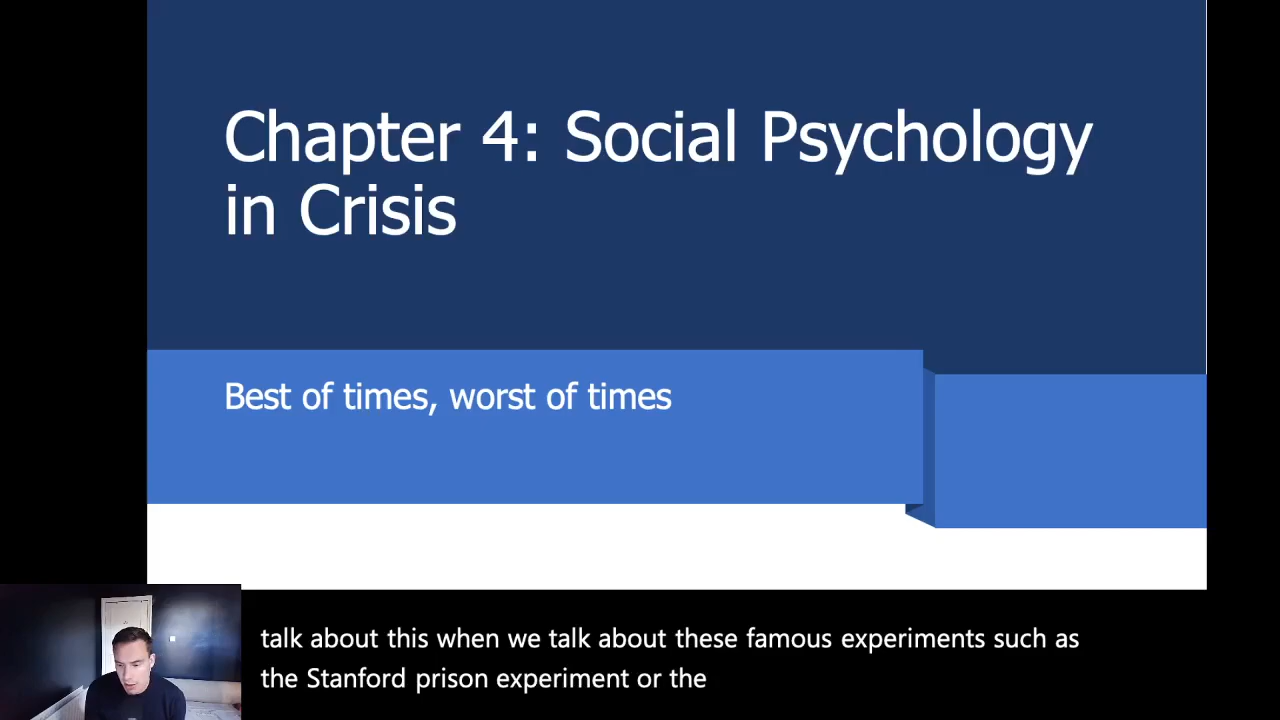 Chapter 4: Social Psychology
in Crisis
Best of times, worst of times
talk about this when we talk about these famous experiments such as
the Stanford prison experiment or the